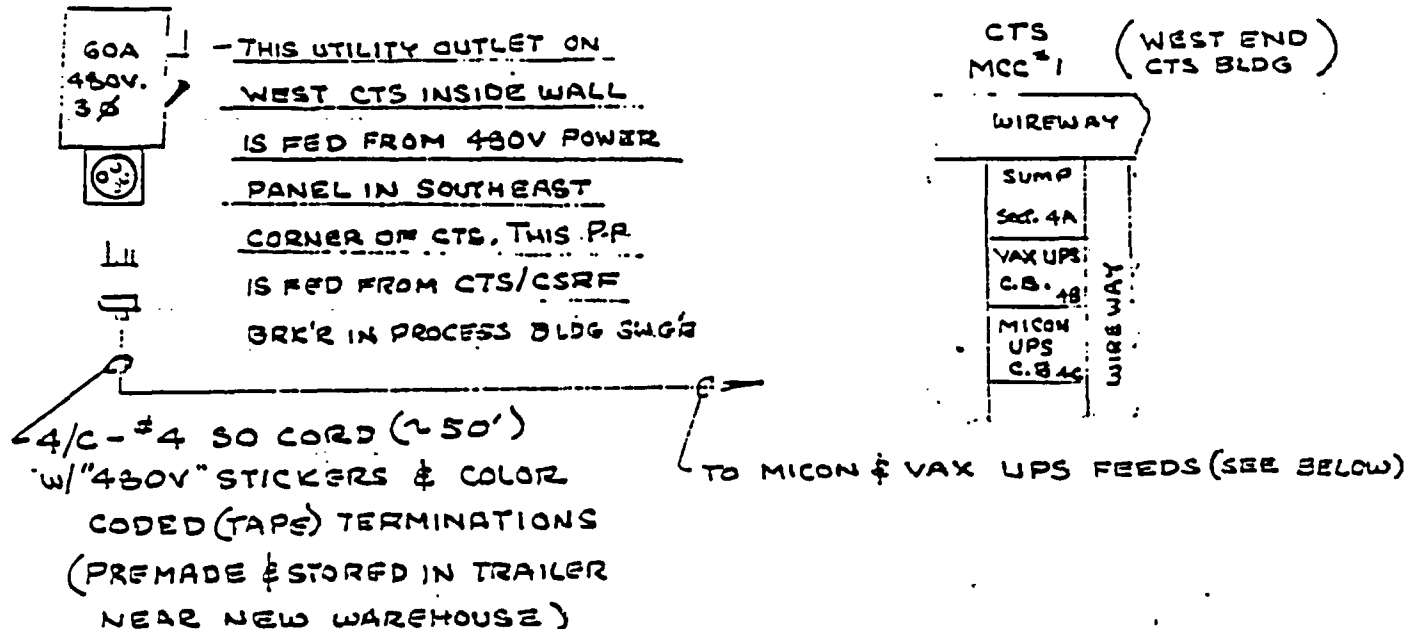 60A
480V.
3Ø
- THIS UTILITY OUTLET ON
WEST CTS INSIDE WALL
IS FED FROM 480V POWER
PANEL IN SOUTHEAST
CORNER OF CTS. THIS P.P
IS FED FROM CTS/CSRF
BRK'R IN PROCESS BLDG SWG'R
4/C - #4 SO CORD (~50')
w/"480V" STICKERS & COLOR
CODED (TAPE) TERMINATIONS
(PREMADE & STORED IN TRAILER
NEAR NEW WAREHOUSE)
TO MICON & VAX UPS FEEDS (SEE BELOW)
CTS
MCC #1
(WEST END
CTS BLDG)
WIREWAY
SUMP
Sect. 4A
VAX UPS
C.B. 4B
MICON
UPS
C.B 4C
WIREWAY